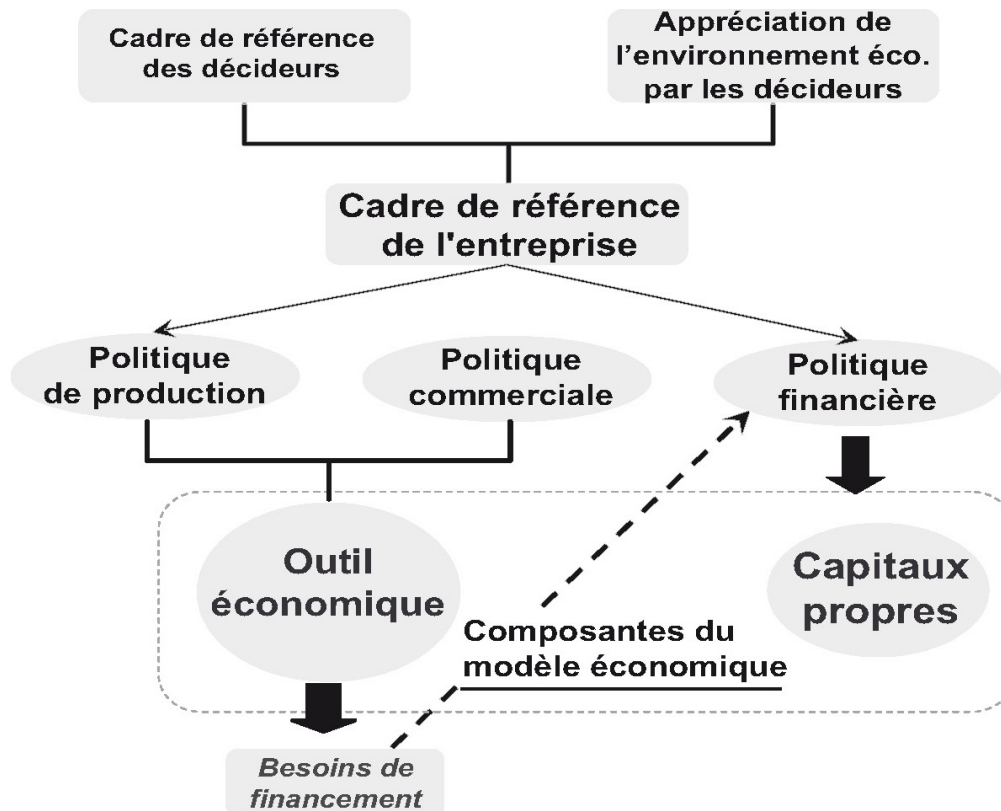 Cadre de référence
des décideurs
Appréciation de
l’environnement éco.
par les décideurs
Cadre de référence
de l'entreprise
Politique
de production
Politique
commerciale
Politique
financière
Outil
économique
Capitaux
propres
Composantes du
modèle économique
Besoins de
financement